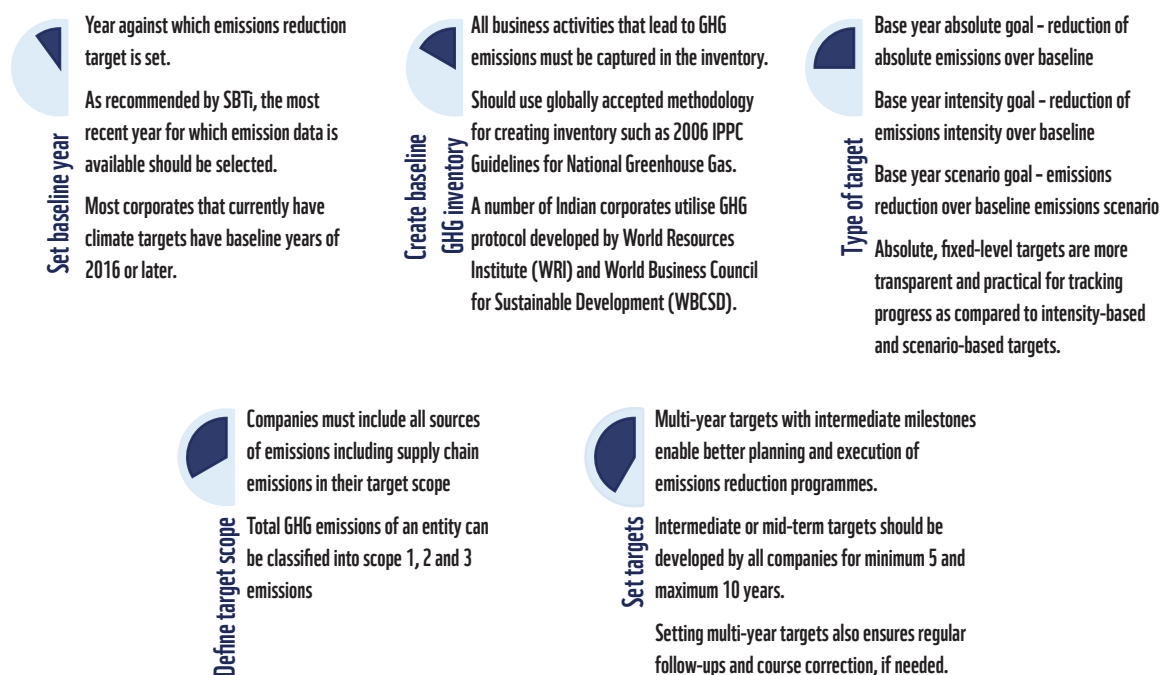 Set baseline year
Year against which emissions reduction
target is set.
As recommended by SBTi, the most
recent year for which emission data is
available should be selected.
Most corporates that currently have
climate targets have baseline years of
2016 or later.
Create baseline
GHG inventory
All business activities that lead to GHG
emissions must be captured in the inventory.
Should use globally accepted methodology
for creating inventory such as 2006 IPPC
Guidelines for National Greenhouse Gas.
A number of Indian corporates utilise GHG
protocol developed by World Resources
Institute (WRI) and World Business Council
for Sustainable Development (WBCSD).
Type of target
Base year absolute goal – reduction of
absolute emissions over baseline
Base year intensity goal – reduction of
emissions intensity over baseline
Base year scenario goal – emissions
reduction over baseline emissions scenario
Absolute, fixed-level targets are more
transparent and practical for tracking
progress as compared to intensity-based
and scenario-based targets.
Define target scope
Companies must include all sources
of emissions including supply chain
emissions in their target scope
Total GHG emissions of an entity can
be classified into scope 1, 2 and 3
emissions
Set targets
Multi-year targets with intermediate milestones
enable better planning and execution of
emissions reduction programmes.
Intermediate or mid-term targets should be
developed by all companies for minimum 5 and
maximum 10 years.
Setting multi-year targets also ensures regular
follow-ups and course correction, if needed.